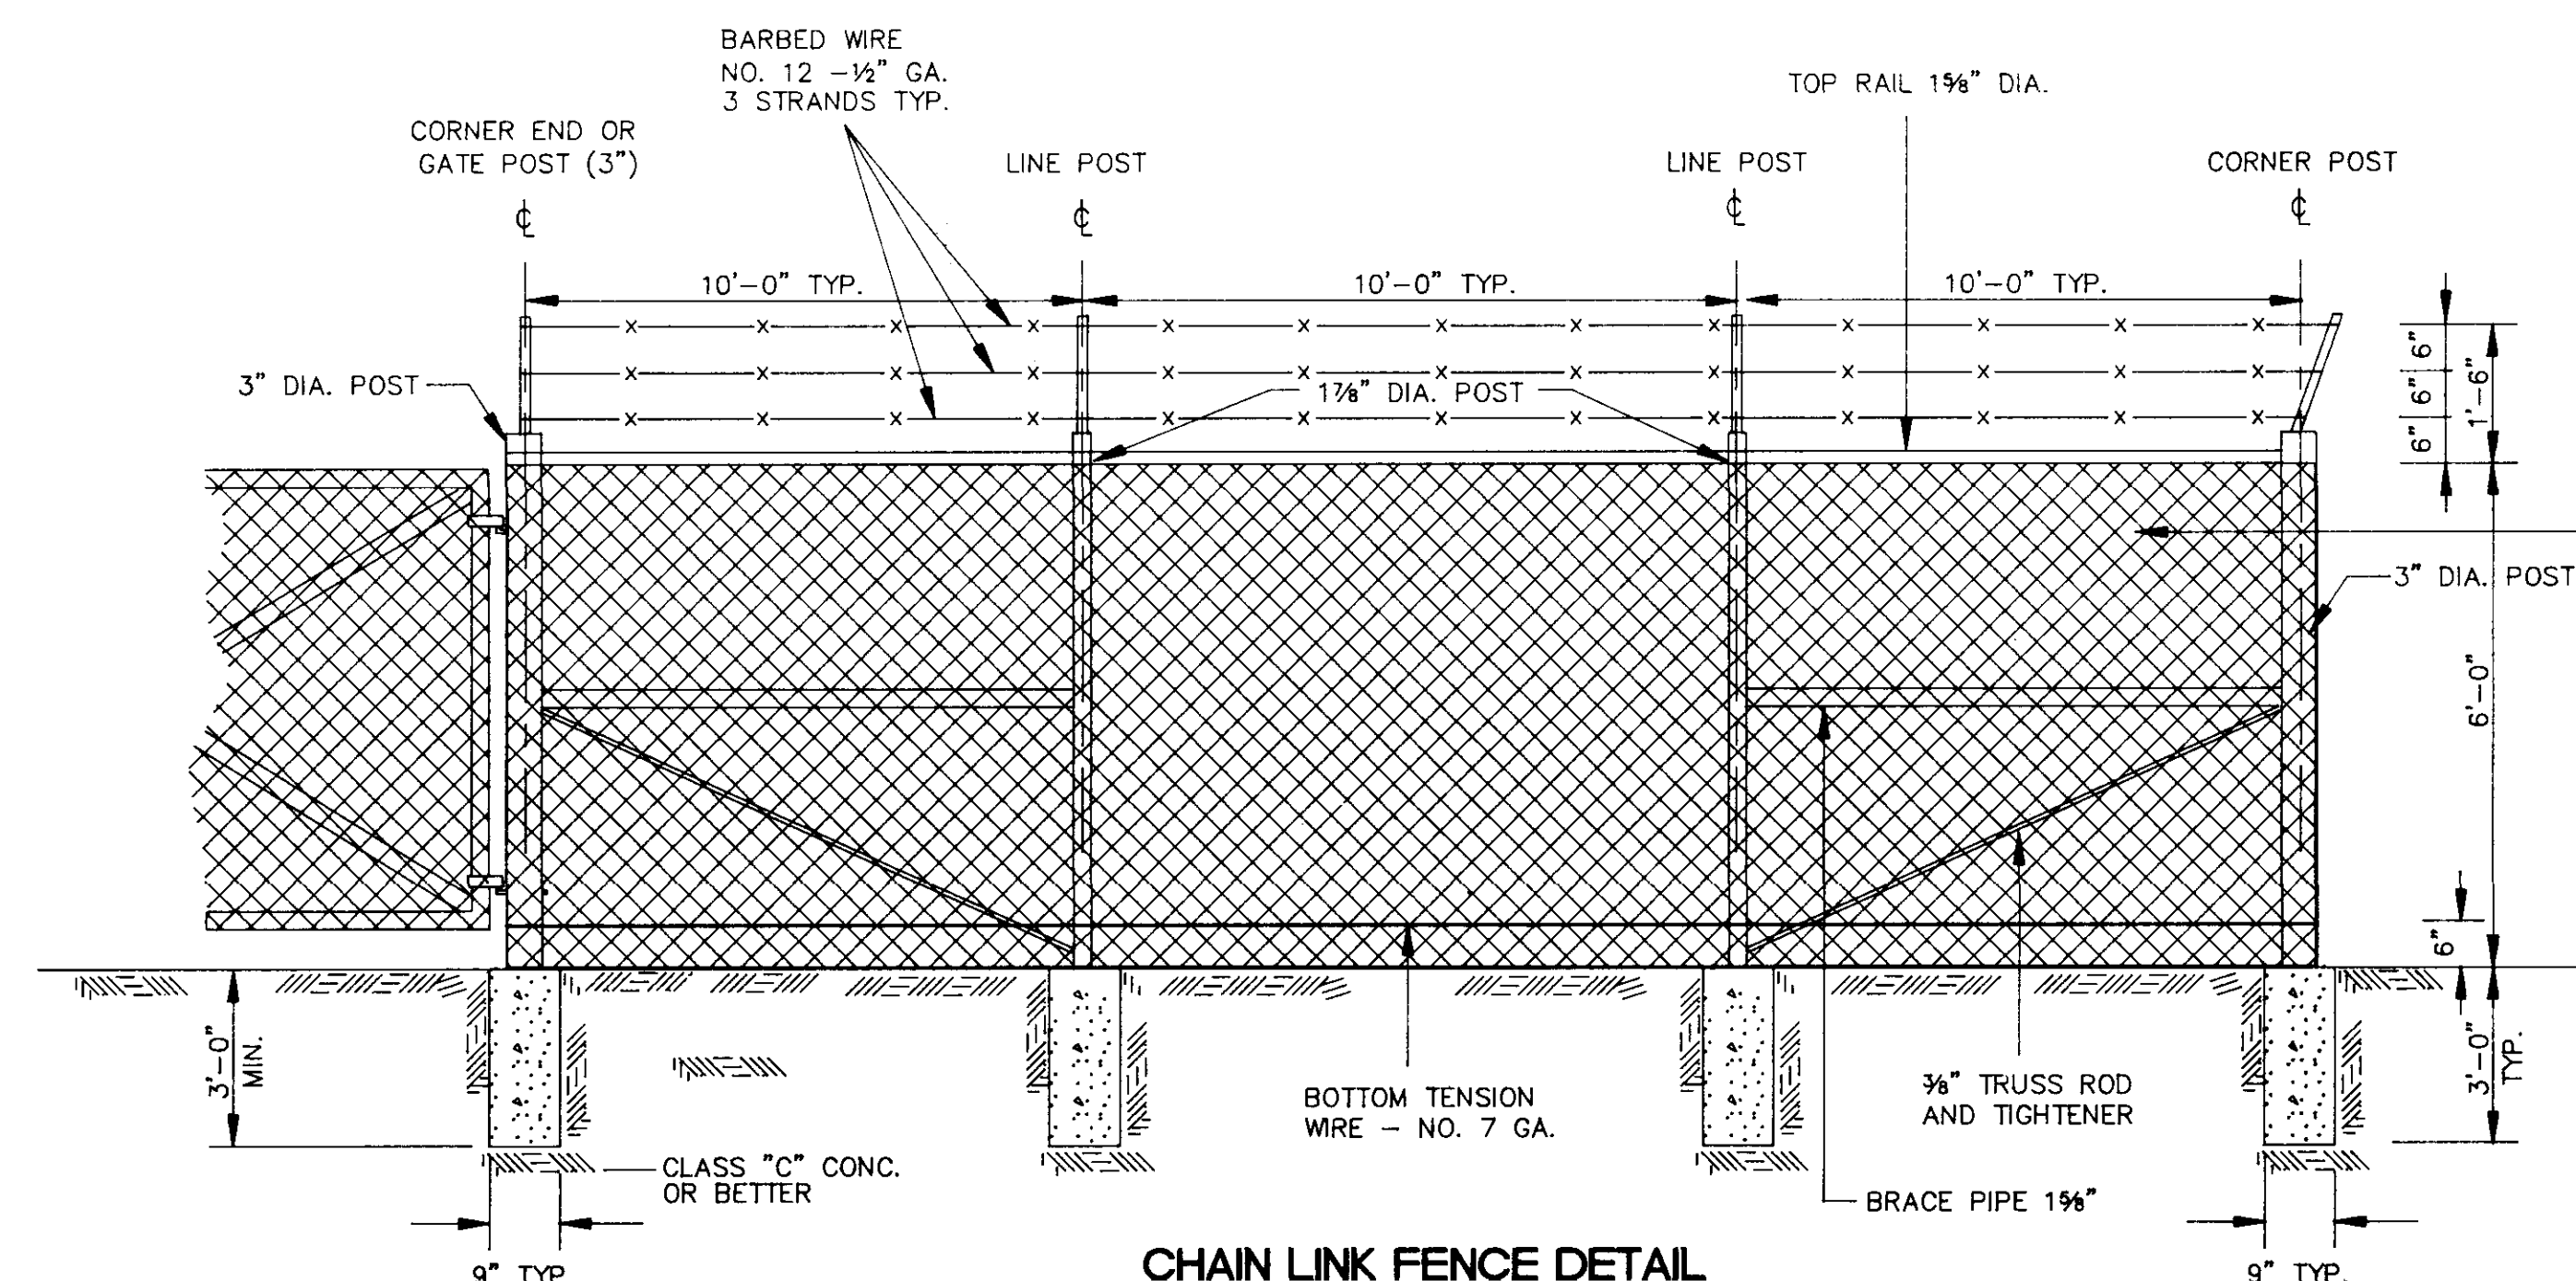 BARBED WIRE
NO. 12 -½" GA.
3 STRANDS TYP.
TOP RAIL 1⅝" DIA.
CORNER END OR
GATE POST (3")
LINE POST
LINE POST
CORNER POST
℄
℄
℄
℄
10'-0" TYP.
10'-0" TYP.
10'-0" TYP.
3" DIA. POST
1⅞" DIA. POST
6"
6"
6"
1'-6"
3" DIA. POST
6'-0"
6"
3'-0"
MIN.
3'-0"
TYP.
BOTTOM TENSION
WIRE - NO. 7 GA.
⅜" TRUSS ROD
AND TIGHTENER
CLASS "C" CONC.
OR BETTER
BRACE PIPE 1⅝"
9" TYP
9" TYP.
CHAIN LINK FENCE DETAIL